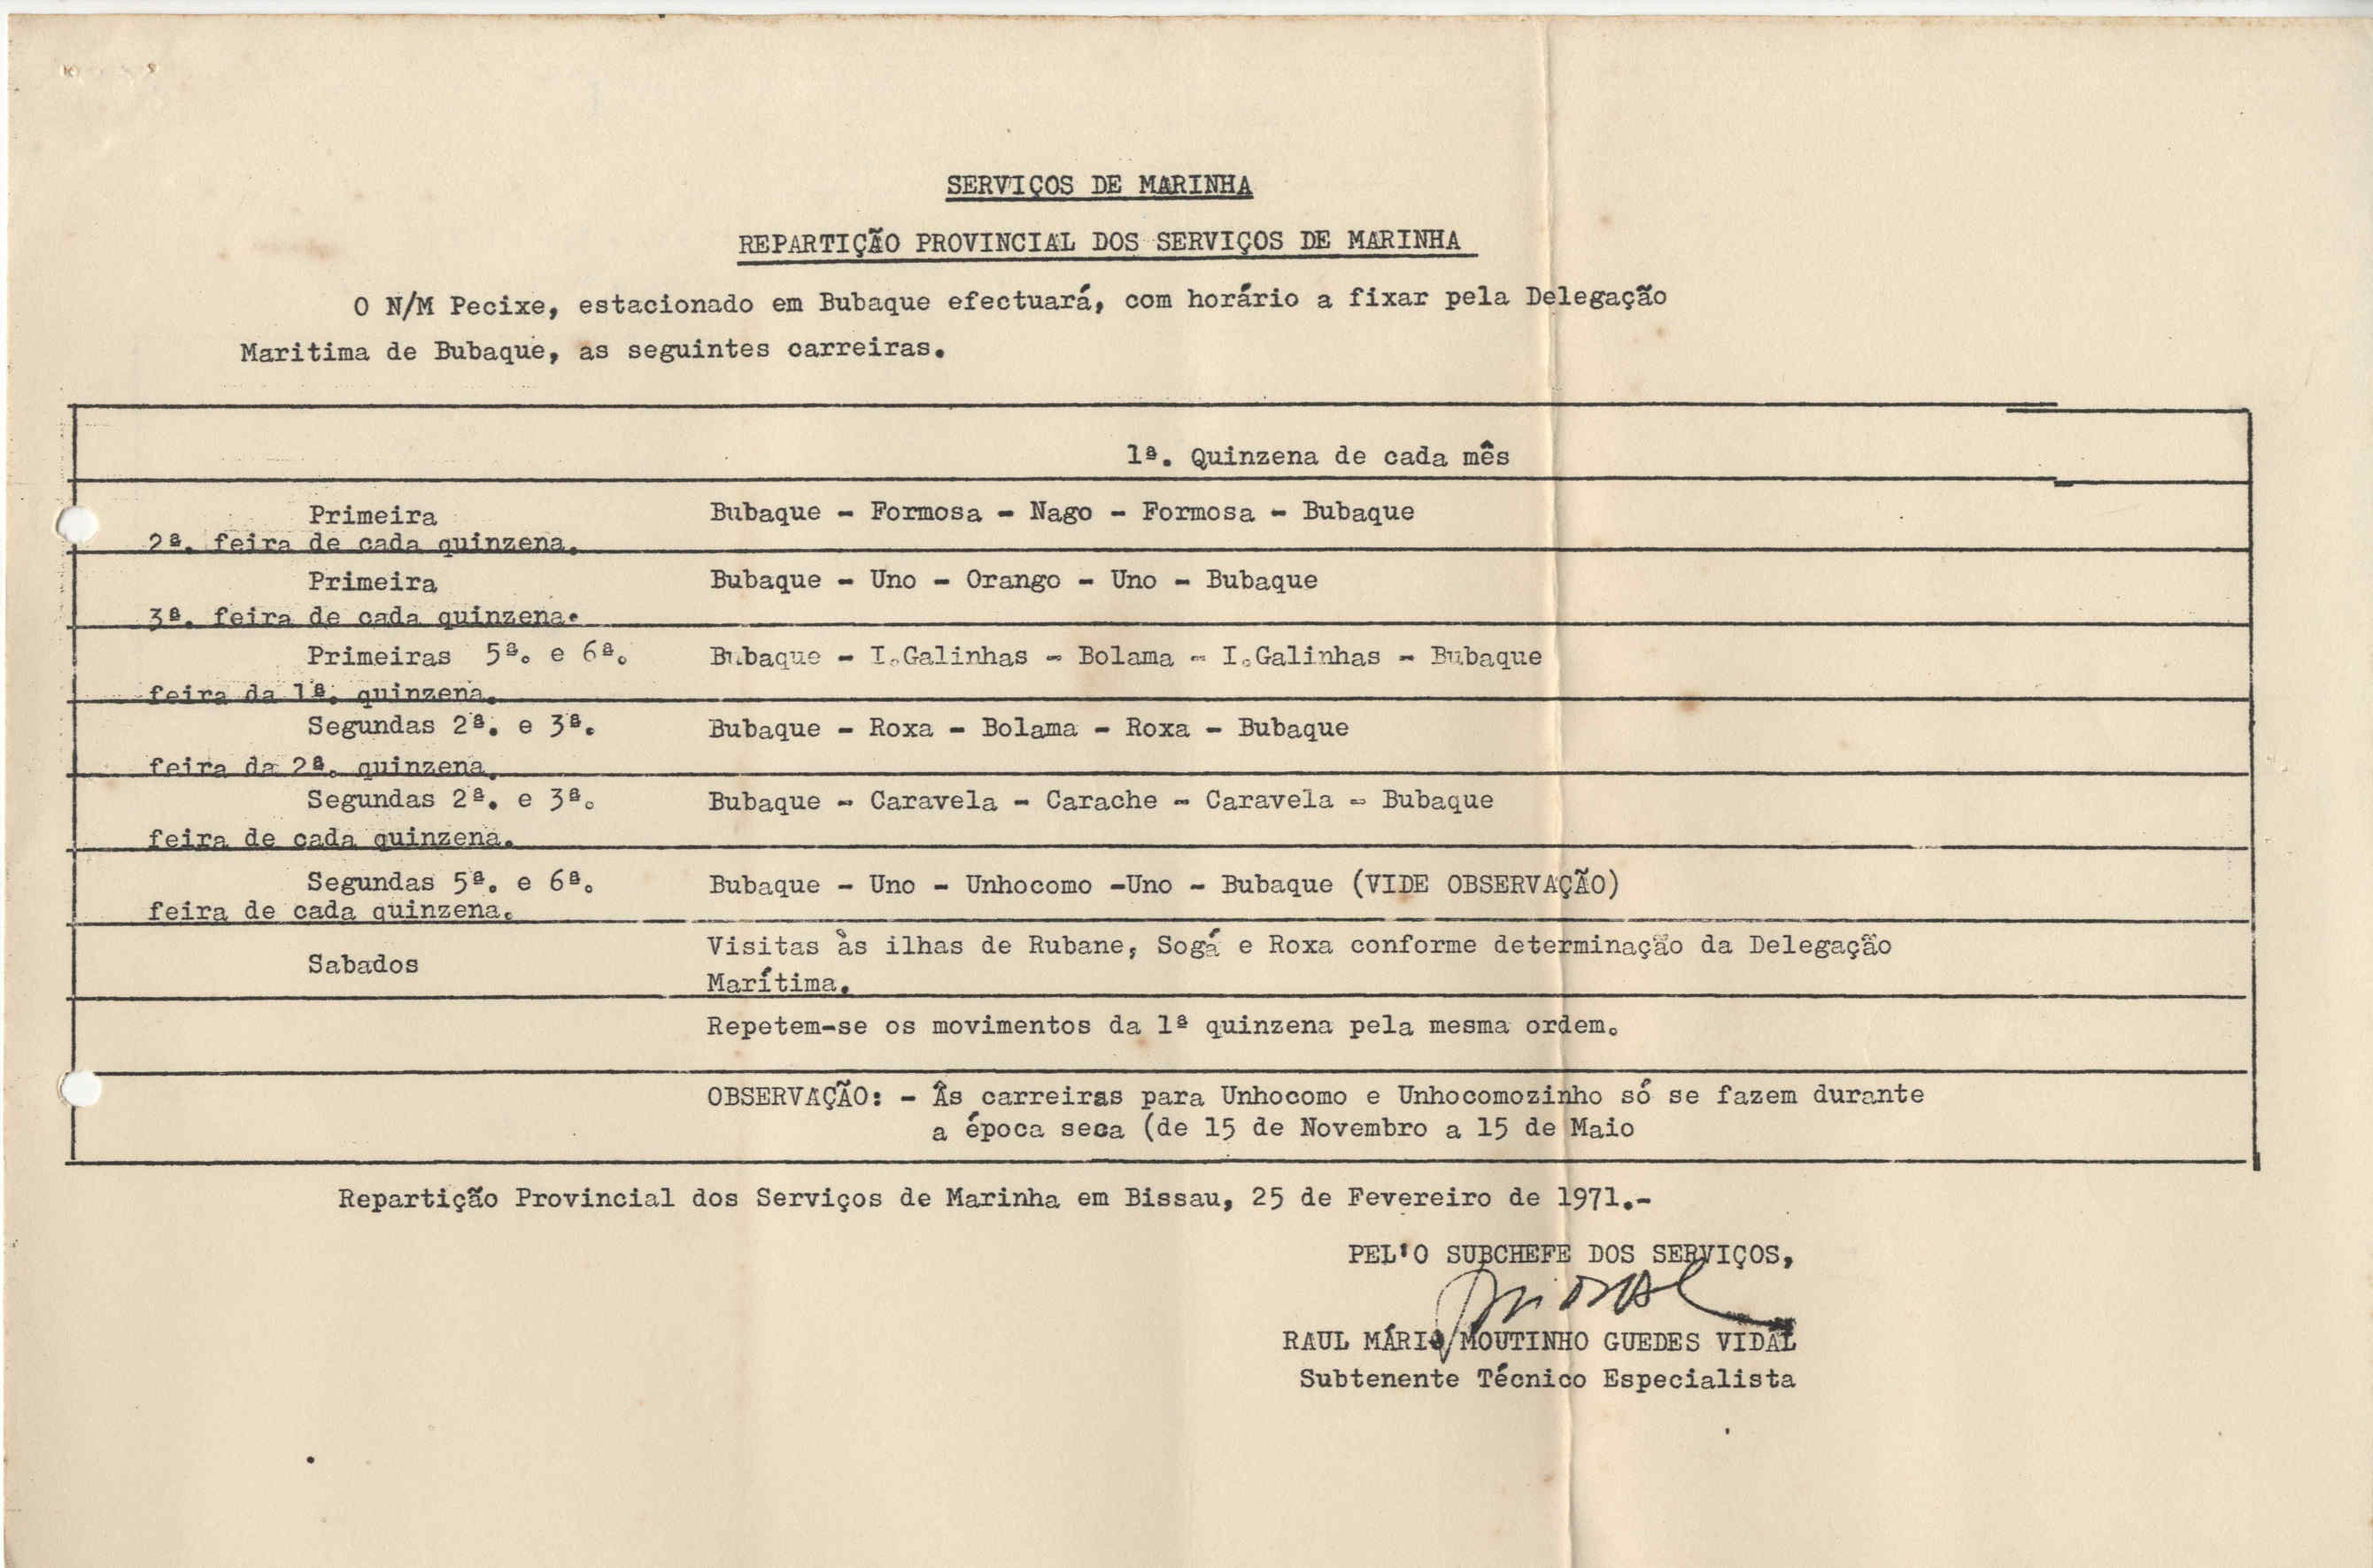 SERVIÇOS DE MARINHA
REPARTIÇÃO PROVINCIAL DOS SERVIÇOS DE MARINHA
O N/M Pecixe, estacionado em Bubaque efectuará, com horário a fixar pela Delegação
Maritima de Bubaque, as seguintes carreiras.
1ª. Quinzena de cada mês
Primeira
2ª. feira de cada quinzena.
Bubaque - Formosa - Nago - Formosa - Bubaque
Primeira
3ª. feira de cada quinzena.
Bubaque - Uno - Orango - Uno - Bubaque
Primeiras 5ª. e 6ª.
feira da 1ª. quinzena.
Bubaque - I.Galinhas - Bolama - I.Galinhas - Bubaque
Segundas 2ª. e 3ª.
feira da 2ª. quinzena.
Bubaque - Roxa - Bolama - Roxa - Bubaque
Segundas 2ª. e 3ª.
feira de cada quinzena.
Bubaque - Caravela - Carache - Caravela - Bubaque
Segundas 5ª. e 6ª.
feira de cada quinzena.
Bubaque - Uno - Unhocomo -Uno - Bubaque (VIDE OBSERVAÇÃO)
Sabados
Visitas às ilhas de Rubane, Sogá e Roxa conforme determinação da Delegação
Marítima.
Repetem-se os movimentos da 1ª quinzena pela mesma ordem.
OBSERVAÇÃO: - Âs carreiras para Unhocomo e Unhocomozinho só se fazem durante
a época seca (de 15 de Novembro a 15 de Maio
Repartição Provincial dos Serviços de Marinha em Bissau, 25 de Fevereiro de 1971.-
PEL'O SUBCHEFE DOS SERVIÇOS,
RAUL MÁRIO MOUTINHO GUEDES VIDAL
Subtenente Técnico Especialista